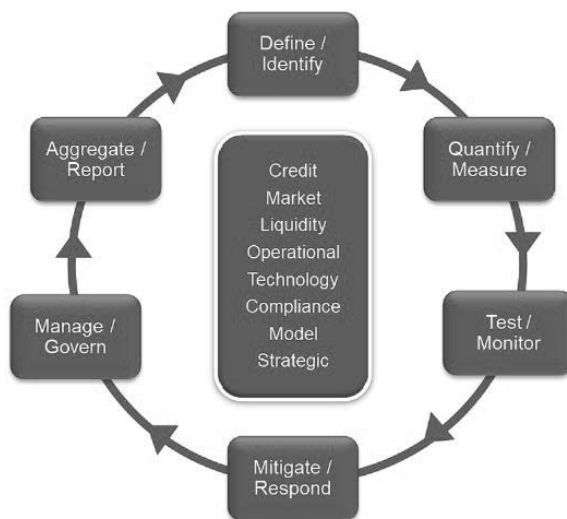 Define /
Identify
Quantify /
Measure
Test /
Monitor
Mitigate /
Respond
Manage /
Govern
Aggregate /
Report
Credit
Market
Liquidity
Operational
Technology
Compliance
Model
Strategic